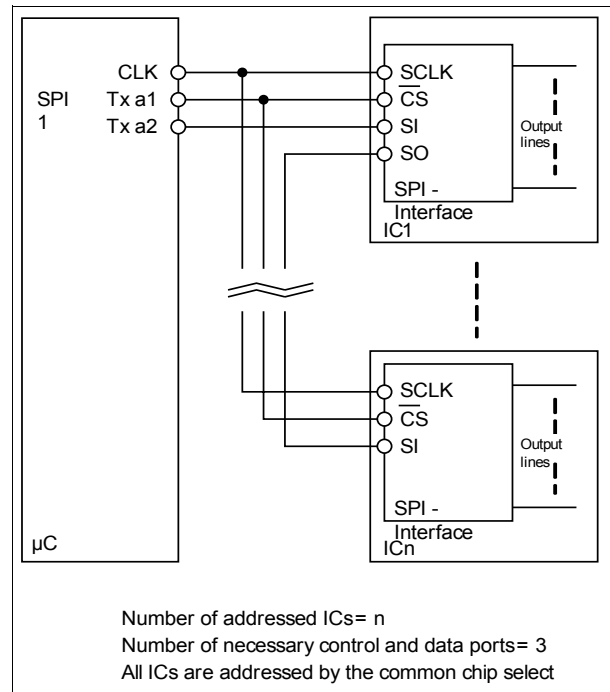 SPI
1
CLK
Tx a1
Tx a2
µC
SCLK
CS
SI
SO
SPI -
Interface
IC1
Output
lines
SCLK
CS
SI
SPI -
Interface
ICn
Output
lines
Number of addressed ICs= n
Number of necessary control and data ports= 3
All ICs are addressed by the common chip select